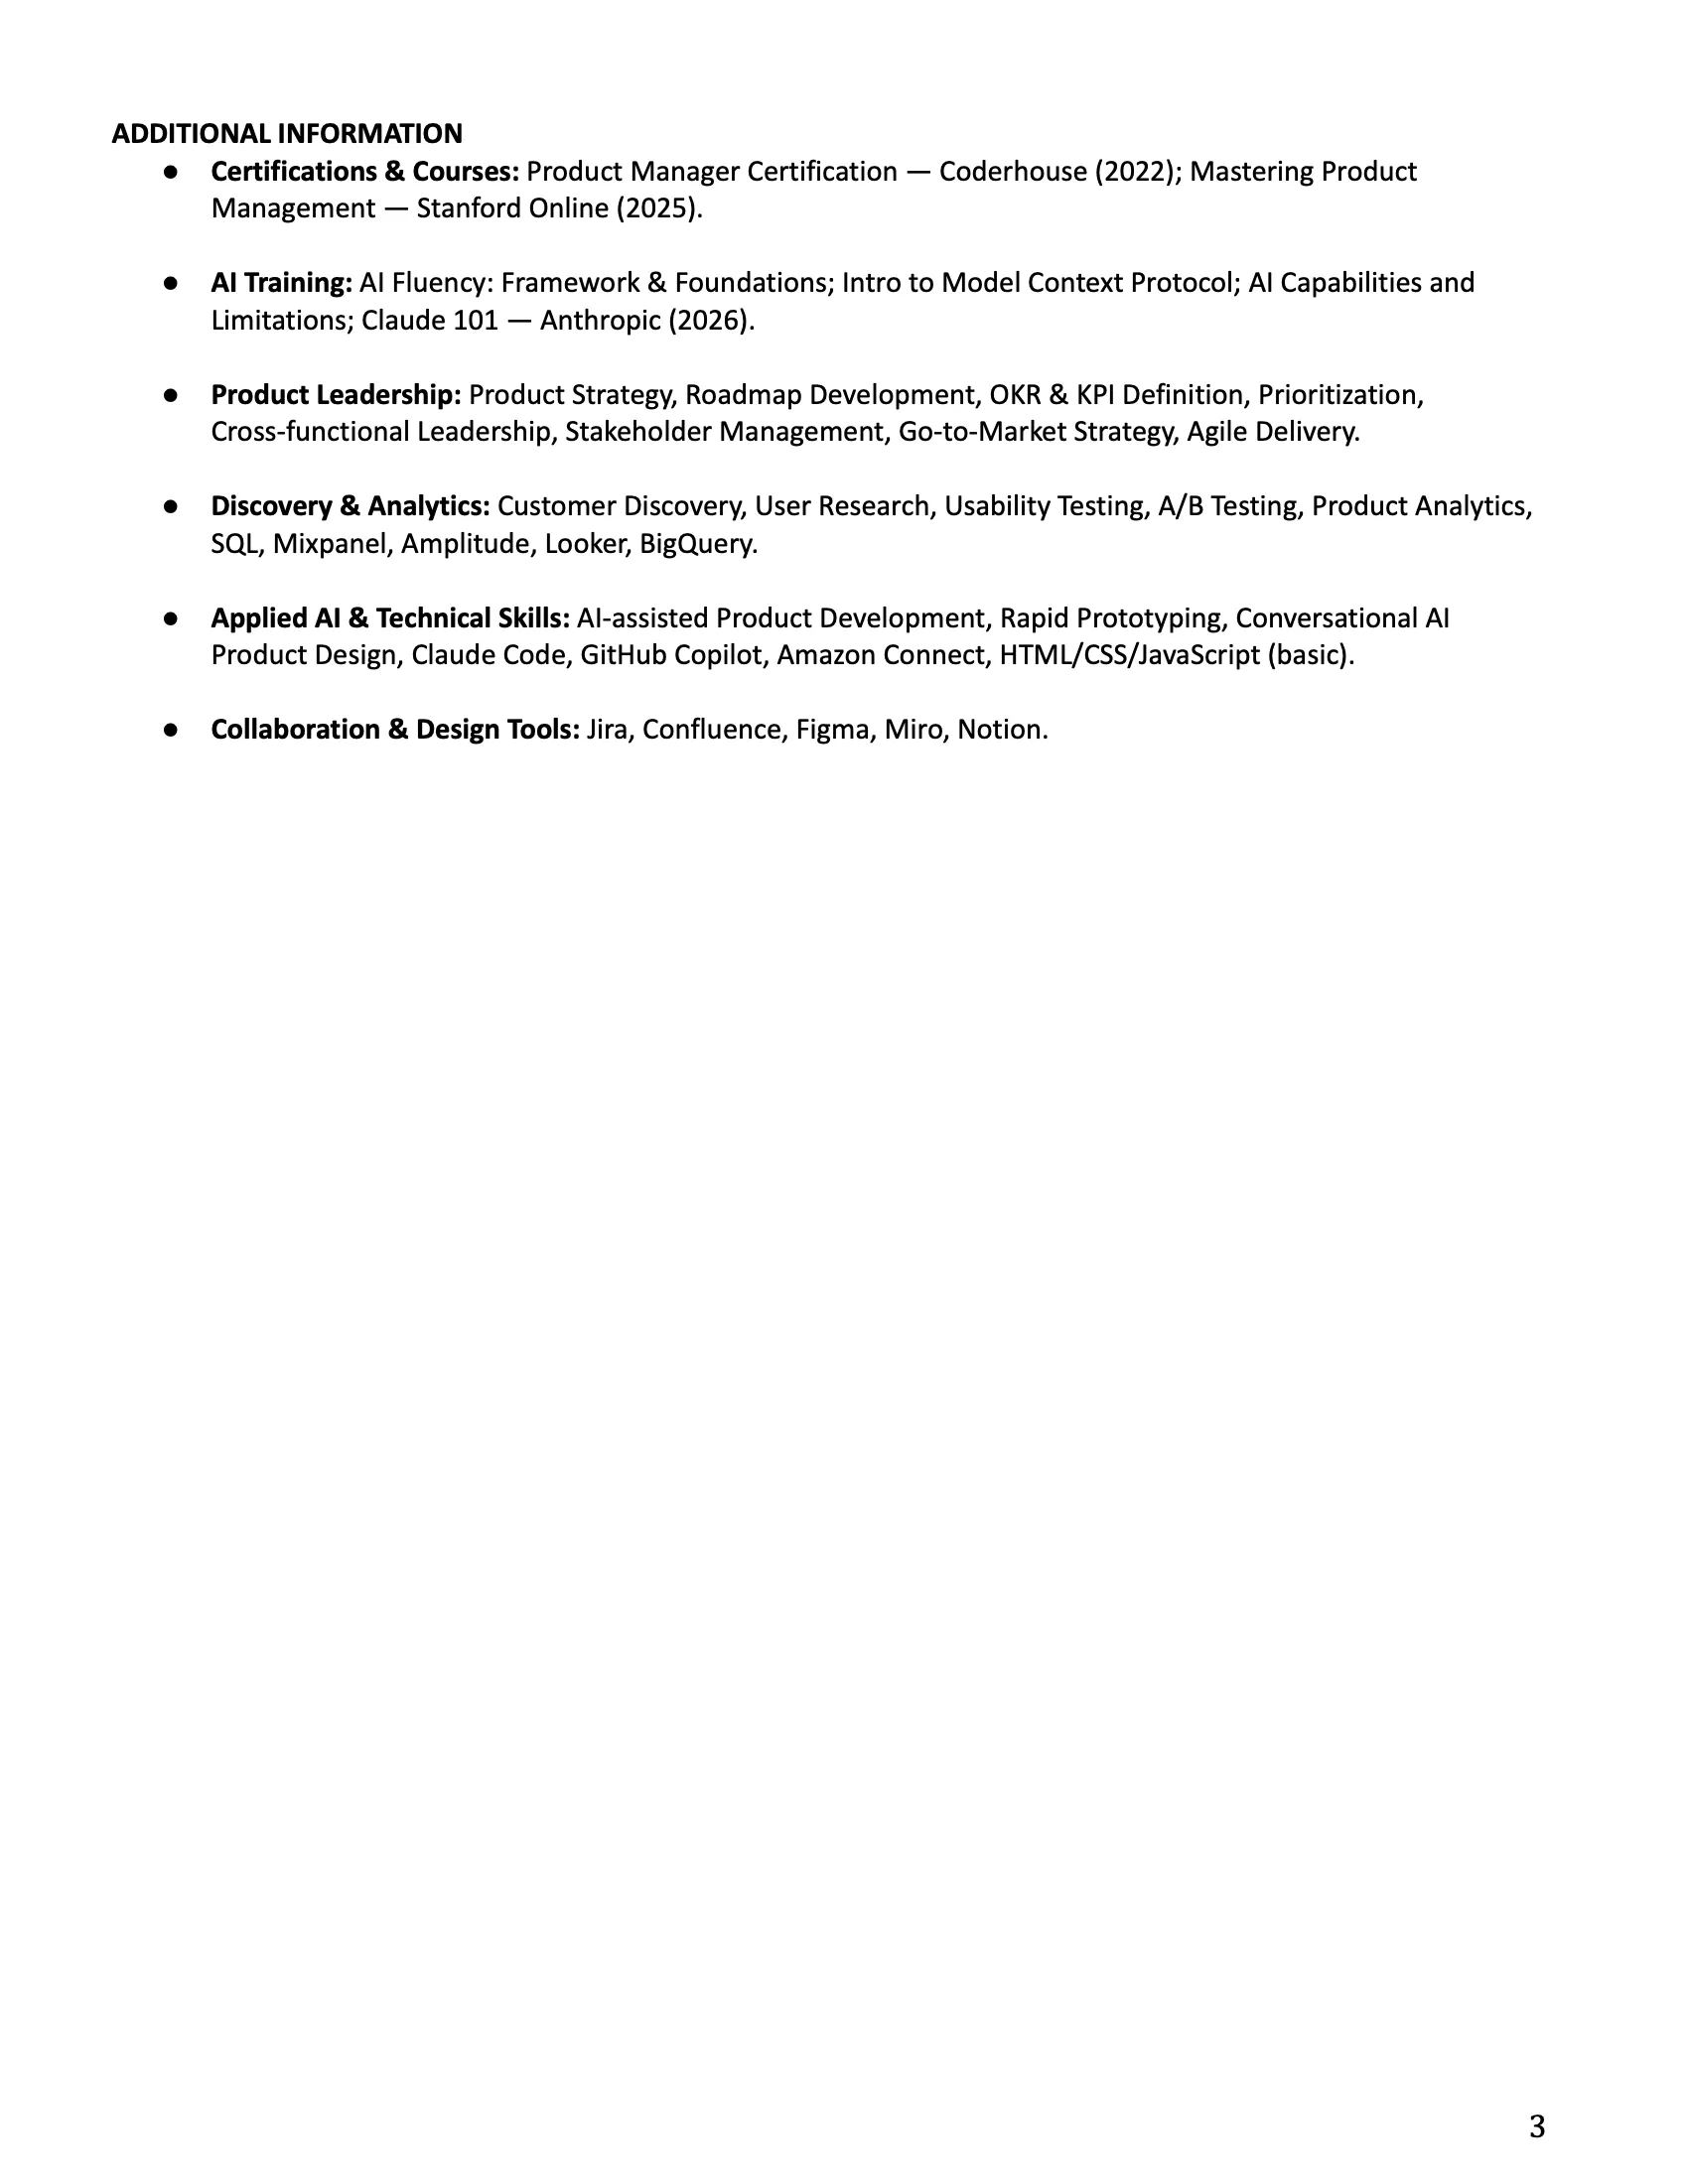 ADDITIONAL INFORMATION
● Certifications & Courses: Product Manager Certification — Coderhouse (2022); Mastering Product
Management — Stanford Online (2025).
● AI Training: AI Fluency: Framework & Foundations; Intro to Model Context Protocol; AI Capabilities and
Limitations; Claude 101 — Anthropic (2026).
● Product Leadership: Product Strategy, Roadmap Development, OKR & KPI Definition, Prioritization,
Cross-functional Leadership, Stakeholder Management, Go-to-Market Strategy, Agile Delivery.
● Discovery & Analytics: Customer Discovery, User Research, Usability Testing, A/B Testing, Product Analytics,
SQL, Mixpanel, Amplitude, Looker, BigQuery.
● Applied AI & Technical Skills: AI-assisted Product Development, Rapid Prototyping, Conversational AI
Product Design, Claude Code, GitHub Copilot, Amazon Connect, HTML/CSS/JavaScript (basic).
● Collaboration & Design Tools: Jira, Confluence, Figma, Miro, Notion.
3